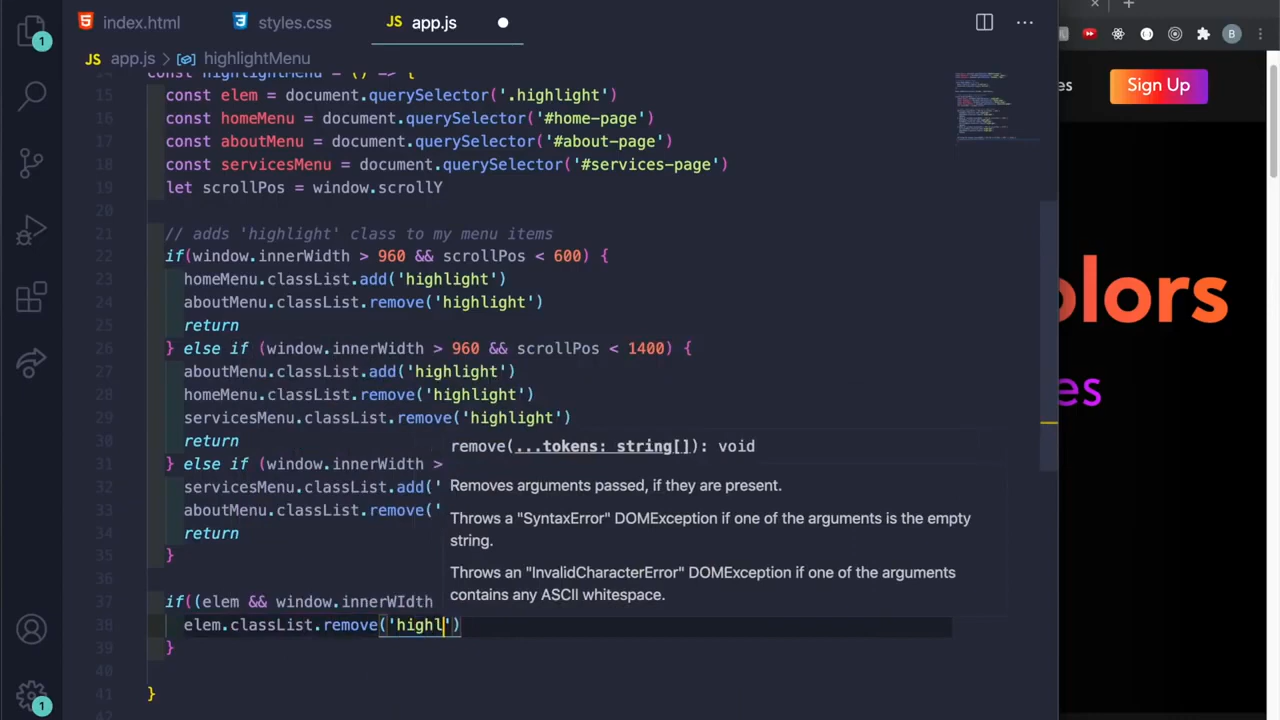 index.html
styles.css
JS app.js
JS app.js > highlightMenu
14 const highlightMenu = () => {
15 const elem = document.querySelector('.highlight')
16 const homeMenu = document.querySelector('#home-page')
17 const aboutMenu = document.querySelector('#about-page')
18 const servicesMenu = document.querySelector('#services-page')
19 let scrollPos = window.scrollY
20
21 // adds 'highlight' class to my menu items
22 if(window.innerWidth > 960 && scrollPos < 600) {
23 homeMenu.classList.add('highlight')
24 aboutMenu.classList.remove('highlight')
25 return
26 } else if (window.innerWidth > 960 && scrollPos < 1400) {
27 aboutMenu.classList.add('highlight')
28 homeMenu.classList.remove('highlight')
29 servicesMenu.classList.remove('highlight')
30 return
31 } else if (window.innerWidth >
32 servicesMenu.classList.add('
33 aboutMenu.classList.remove('
34 return
35 }
36
37 if((elem && window.innerWIdth
38 elem.classList.remove('highl')
39 }
40
41 }
42
remove(...tokens: string[]): void
Removes arguments passed, if they are present.
Throws a "SyntaxError" DOMException if one of the arguments is the empty
string.
Throws an "InvalidCharacterError" DOMException if one of the arguments
contains any ASCII whitespace.
1
1
B
es
Sign Up
olors
es